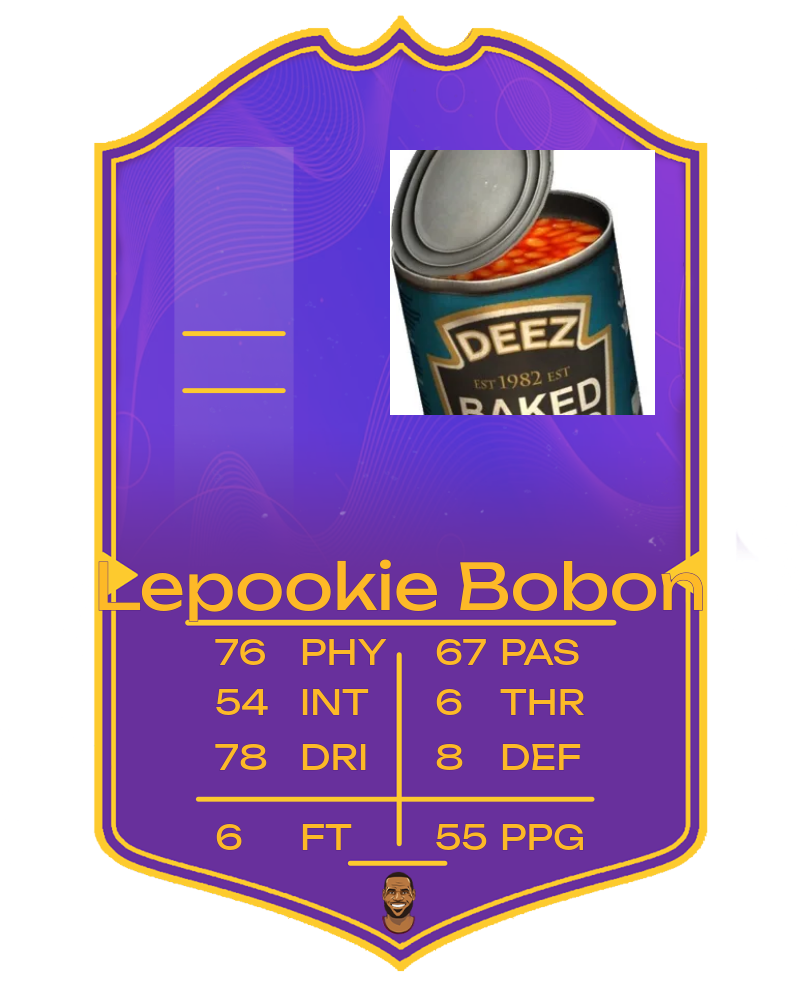 DEEZ
EST 1982 EST
BAKED
Lepookie Bobon
76 PHY 67 PAS
54 INT 6 THR
78 DRI 8 DEF
6 FT 55 PPG